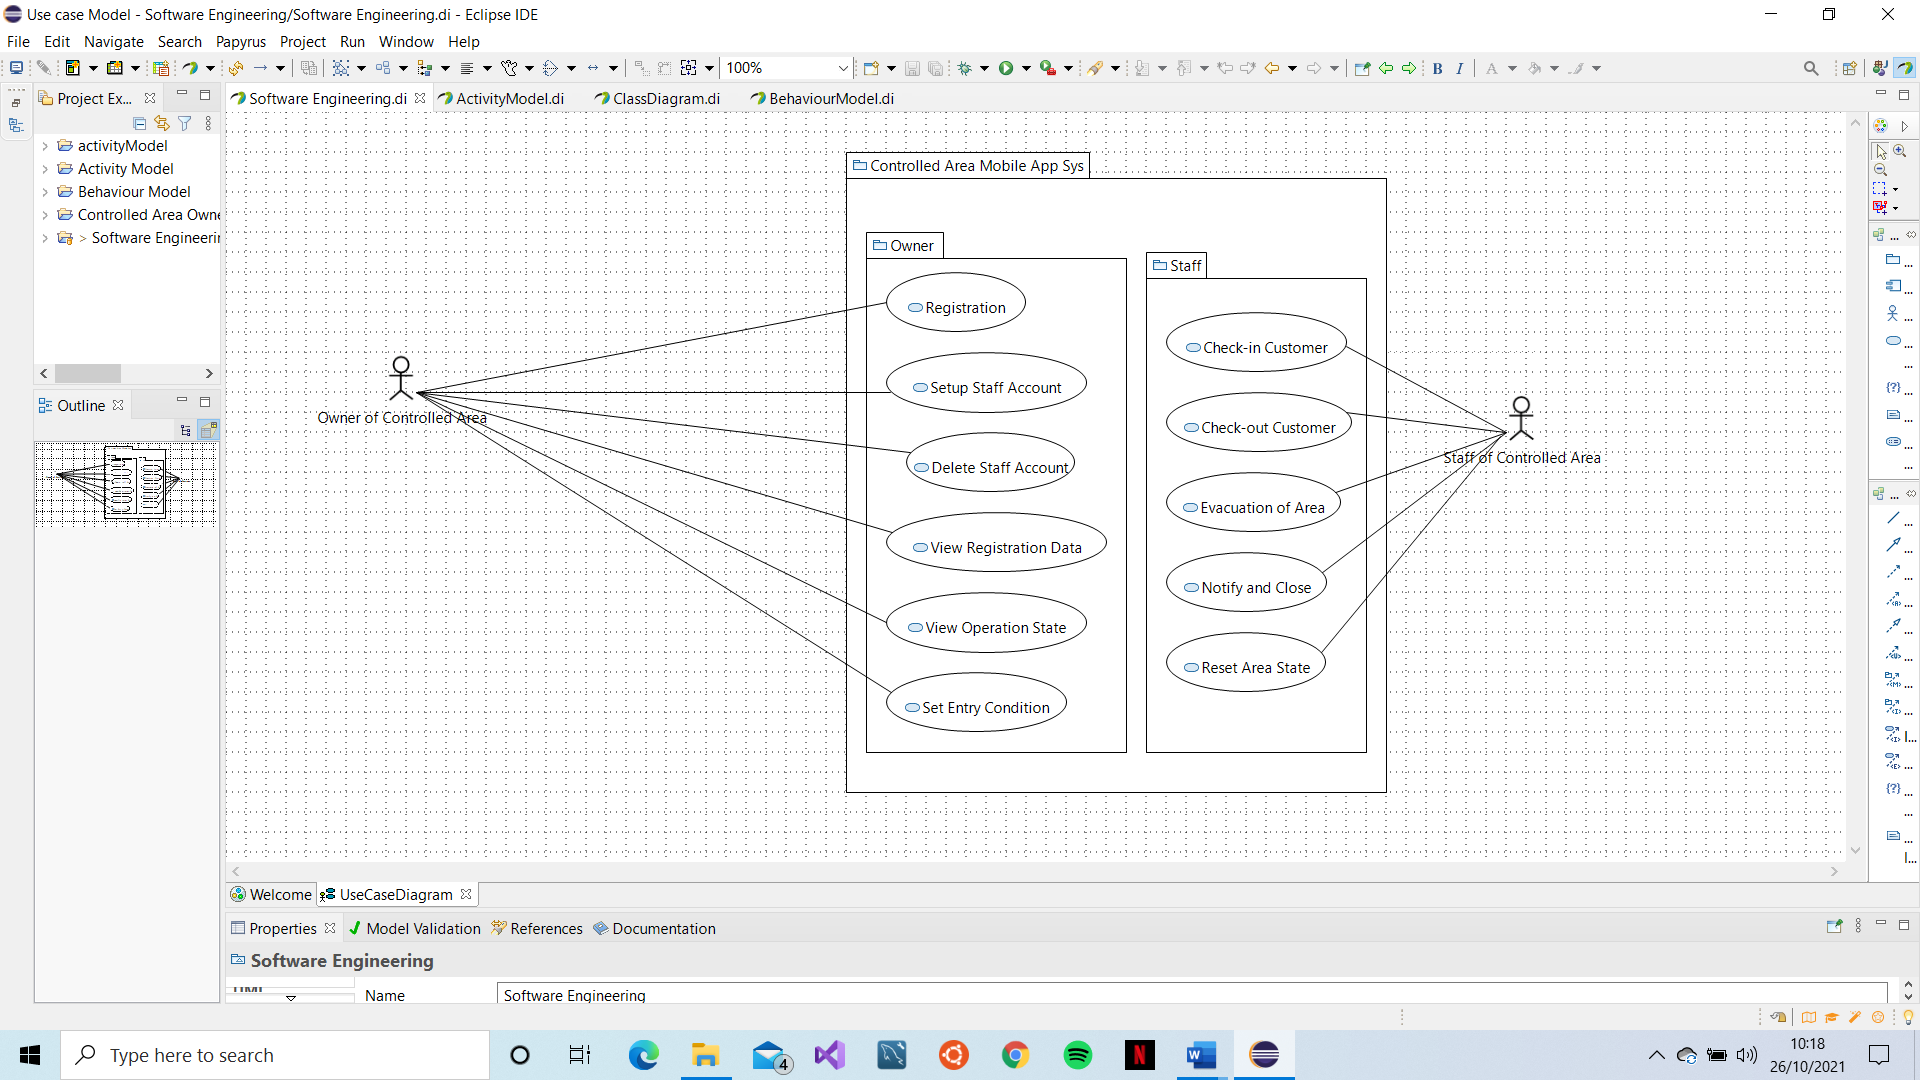 Use case Model - Software Engineering/Software Engineering.di - Eclipse IDE
File Edit Navigate Search Papyrus Project Run Window Help
100%
Project Ex...
Software Engineering.di ActivityModel.di ClassDiagram.di BehaviourModel.di
activityModel
Activity Model
Behaviour Model
Controlled Area Owne
> Software Engineerin
Outline
Controlled Area Mobile App Sys
Owner
Staff
Registration
Setup Staff Account
Delete Staff Account
View Registration Data
View Operation State
Set Entry Condition
Check-in Customer
Check-out Customer
Evacuation of Area
Notify and Close
Reset Area State
Owner of Controlled Area
Staff of Controlled Area
Welcome UseCaseDiagram
Properties Model Validation References Documentation
Software Engineering
UML
Name Software Engineering
Type here to search
4
10:18
26/10/2021